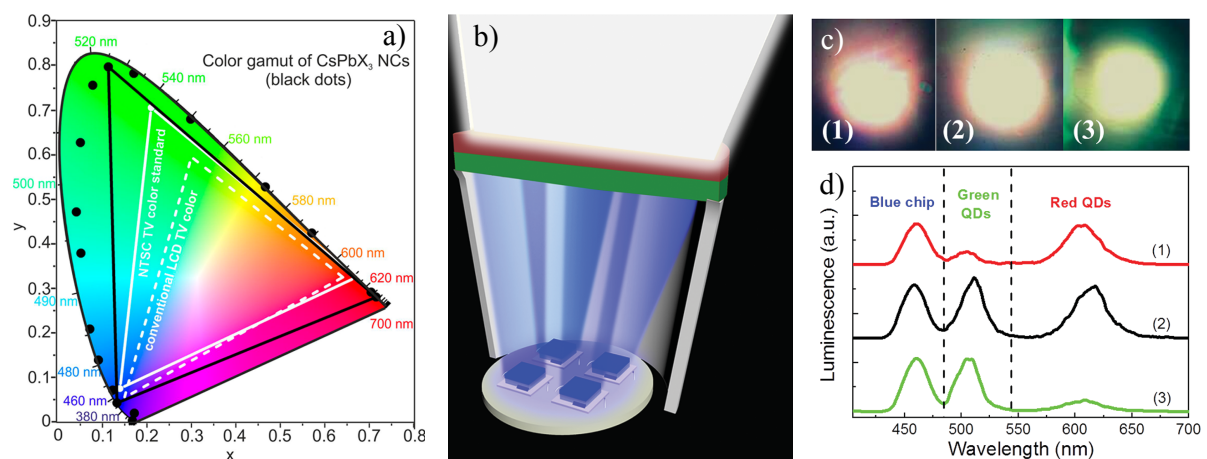 a)
Color gamut of CsPbX₃ NCs
(black dots)
0.9
0.8
0.7
0.6
0.5
0.4
0.3
0.2
0.1
0
y
0
0.1
0.2
0.3
0.4
0.5
0.6
0.7
0.8
x
520 nm
540 nm
560 nm
580 nm
600 nm
620 nm
700 nm
500 nm
490 nm
480 nm
460 nm
380 nm
NTSC TV color standard
conventional LCD TV color
b)
c)
(1)
(2)
(3)
d)
Luminescence (a.u.)
Blue chip
Green
QDs
Red QDs
(1)
(2)
(3)
450
500
550
600
650
700
Wavelength (nm)